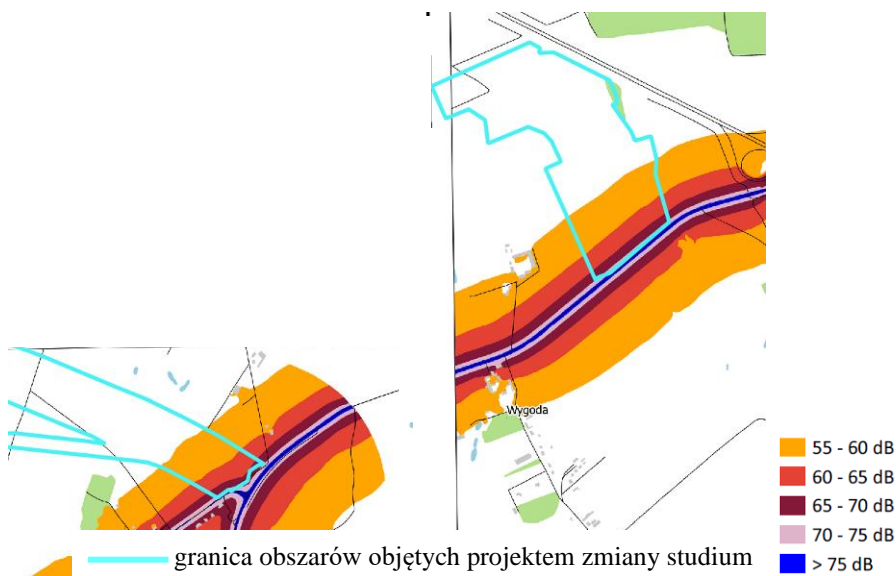 Wygoda
55 - 60 dB
60 - 65 dB
65 - 70 dB
70 - 75 dB
> 75 dB
granica obszarów objętych projektem zmiany studium